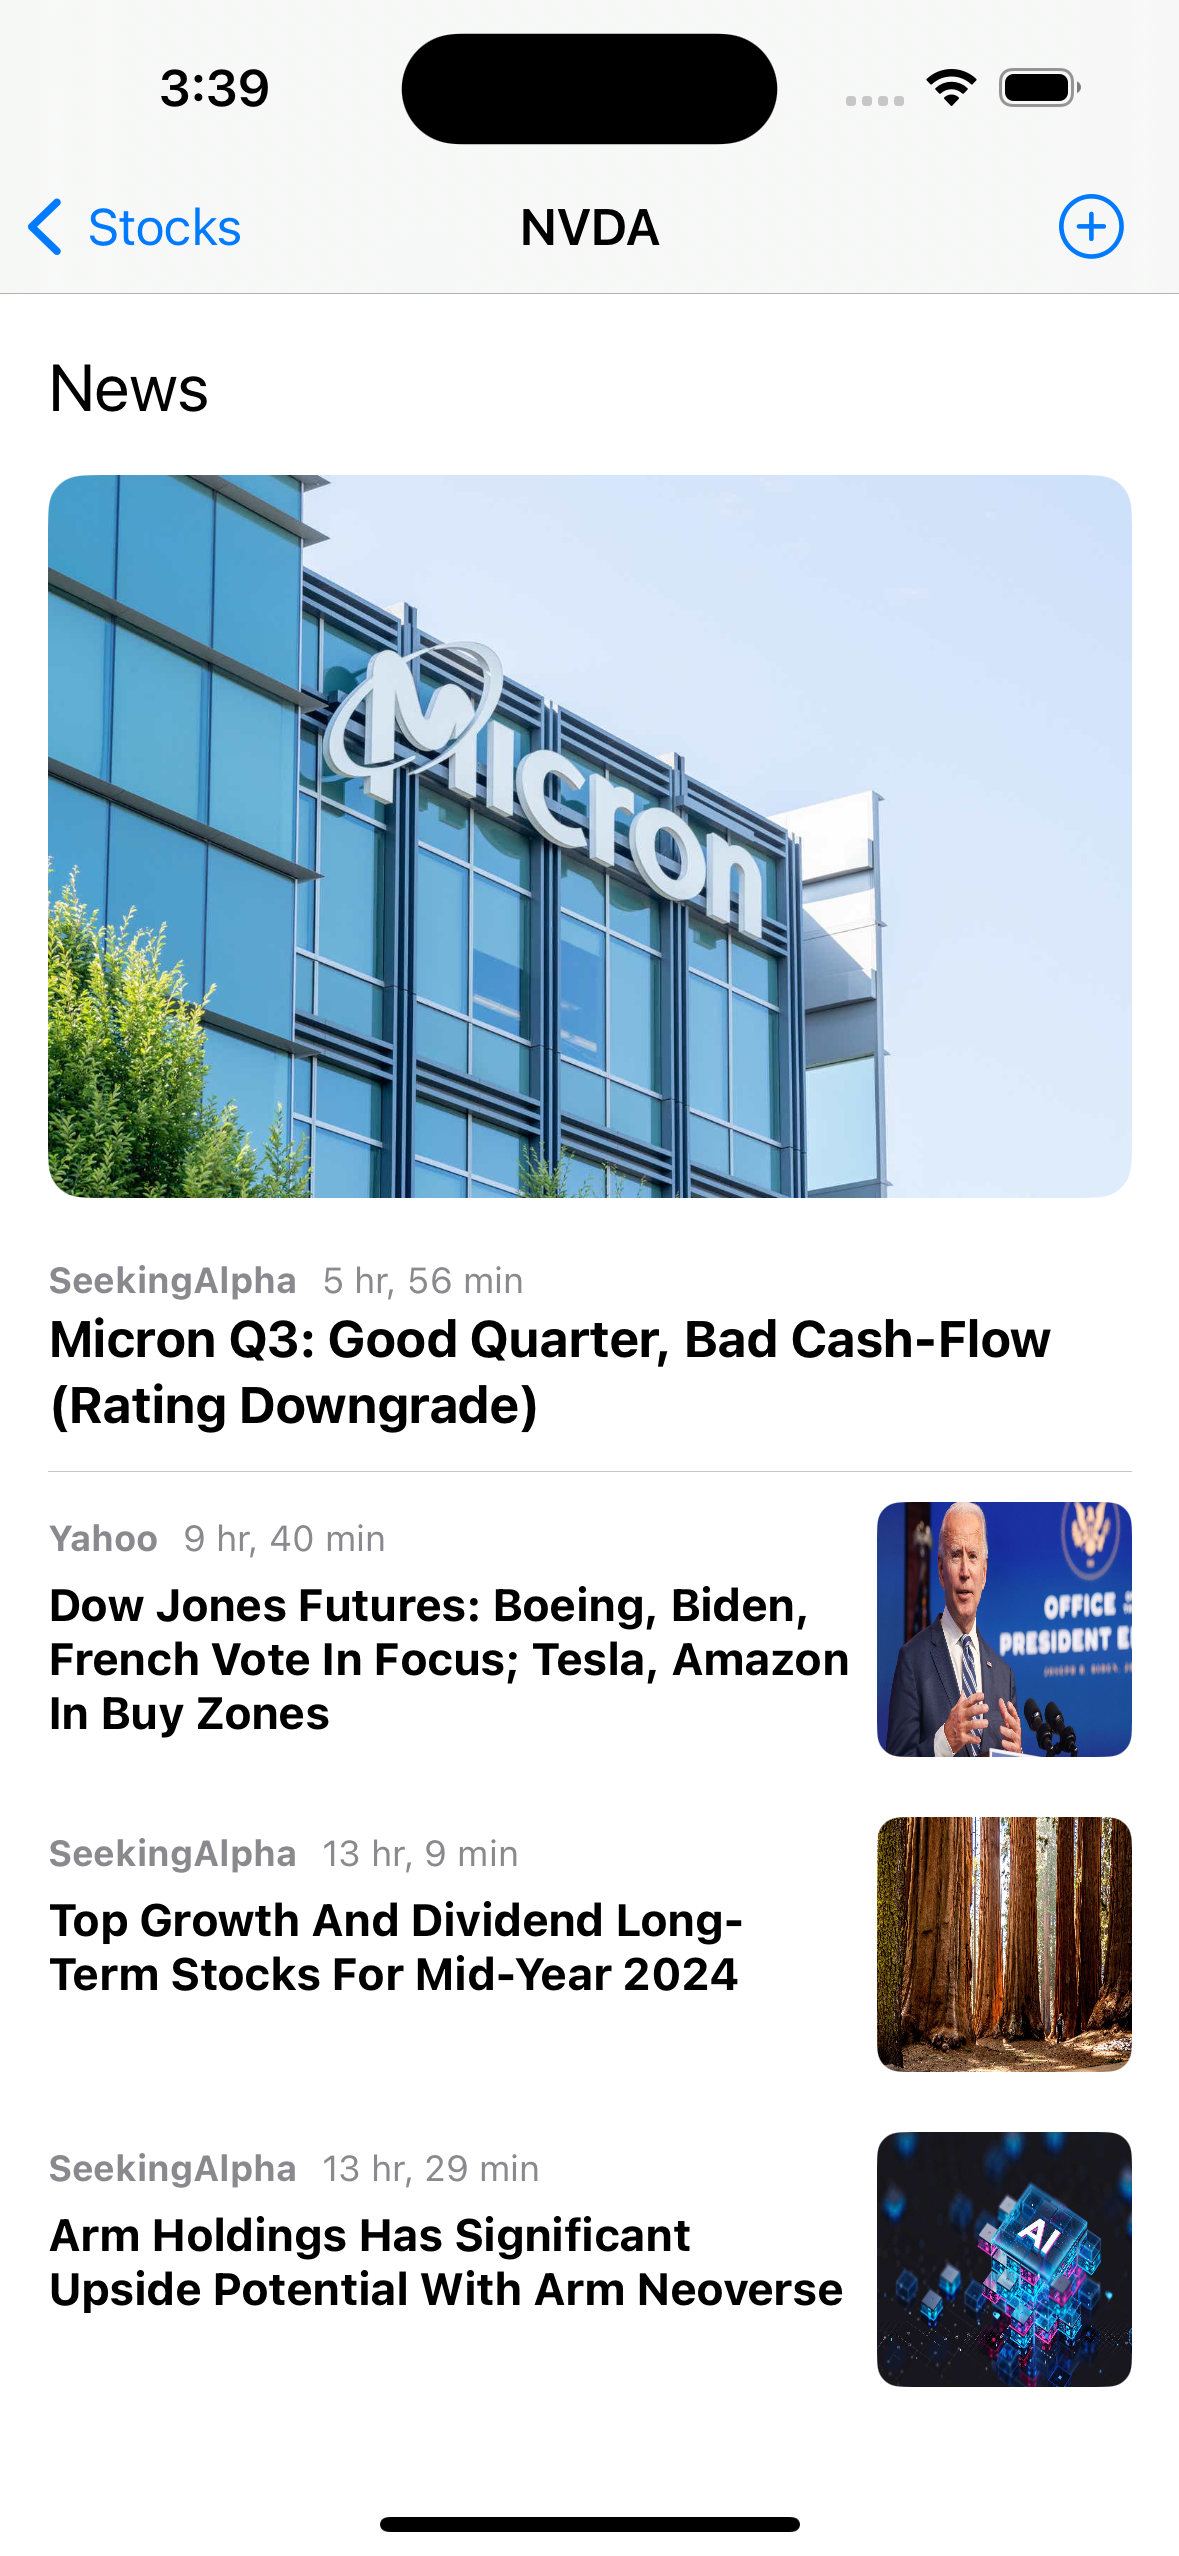 3:39
Stocks
NVDA
News
Micron
SeekingAlpha 5 hr, 56 min
Micron Q3: Good Quarter, Bad Cash-Flow
(Rating Downgrade)
Yahoo 9 hr, 40 min
Dow Jones Futures: Boeing, Biden,
French Vote In Focus; Tesla, Amazon
In Buy Zones
OFFICE
PRESIDENT E
SeekingAlpha 13 hr, 9 min
Top Growth And Dividend Long-
Term Stocks For Mid-Year 2024
SeekingAlpha 13 hr, 29 min
Arm Holdings Has Significant
Upside Potential With Arm Neoverse
AI